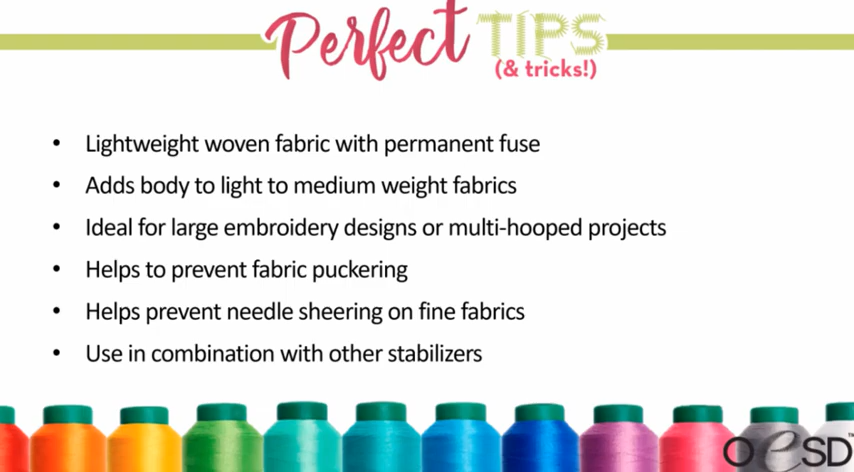 Perfect TIPS
(& tricks!)
• Lightweight woven fabric with permanent fuse
• Adds body to light to medium weight fabrics
• Ideal for large embroidery designs or multi-hooped projects
• Helps to prevent fabric puckering
• Helps prevent needle sheering on fine fabrics
• Use in combination with other stabilizers
OeSD™